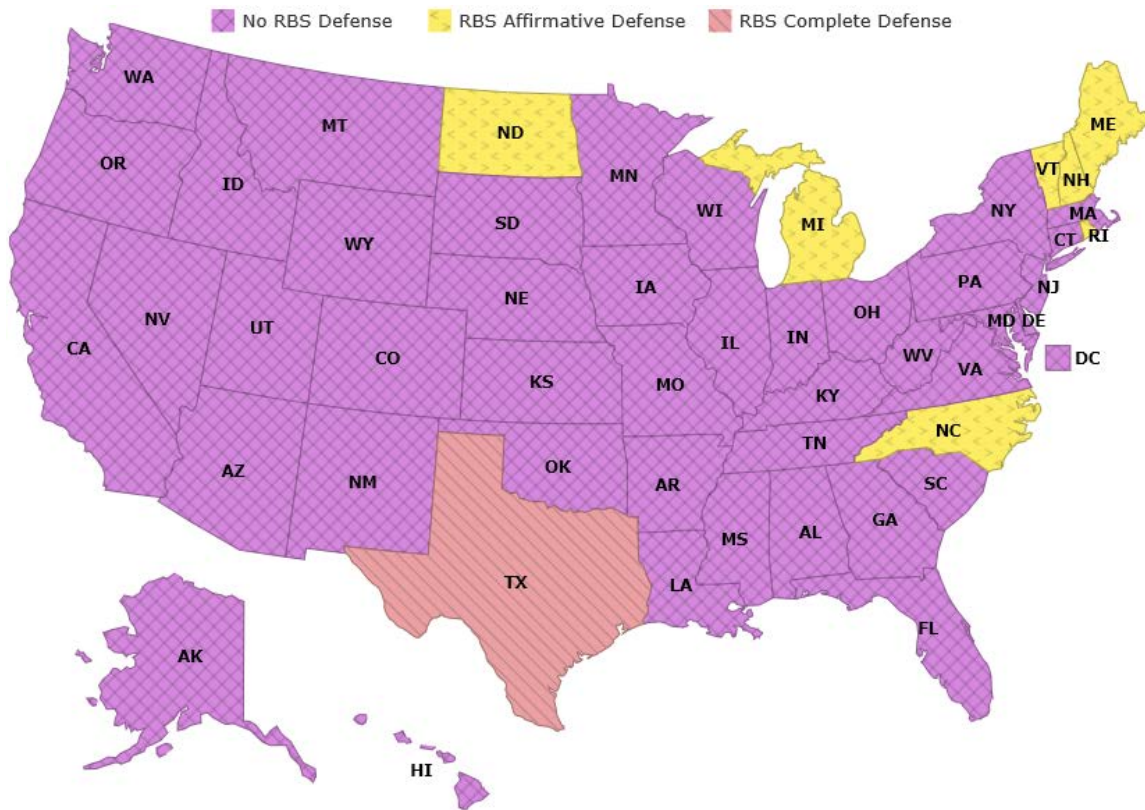 No RBS Defense RBS Affirmative Defense RBS Complete Defense
WA
MT
ND
ME
OR
ID
MN
VT
NH
WI
NY
MA
SD
MI
CT
RI
WY
IA
PA
NJ
NE
OH
NV
UT
IL
IN
MD
DE
CA
CO
WV
DC
KS
MO
KY
VA
NC
TN
AZ
NM
OK
AR
SC
GA
MS
AL
TX
LA
FL
AK
HI